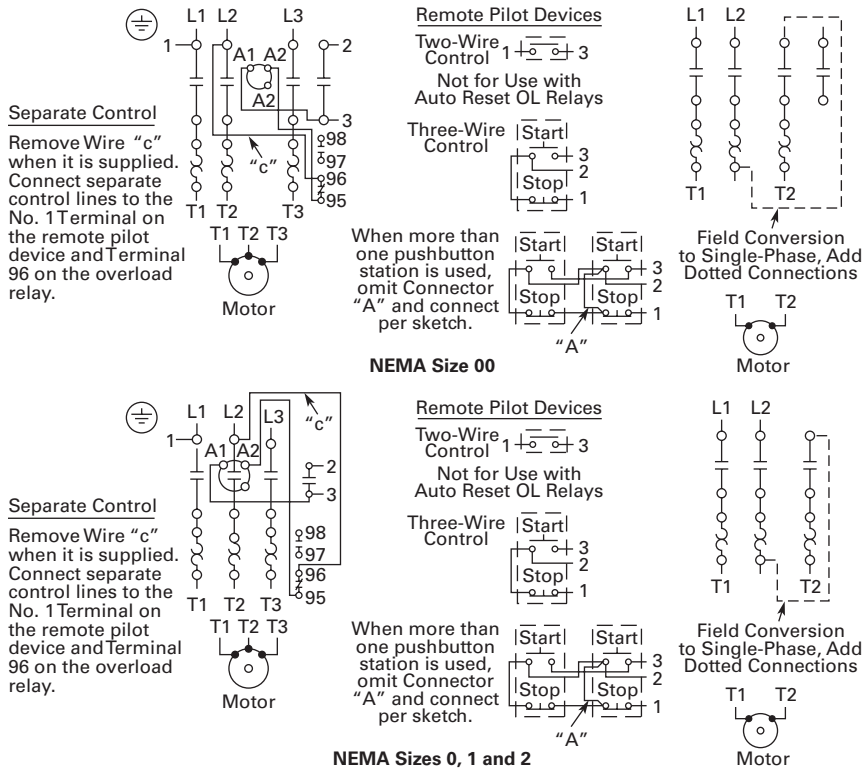 L1 L2 L3
1
2
A1 A2
A2
3
98
97
96
95
"c"
T1 T2 T3
T1 T2 T3
Motor
Separate Control
Remove Wire "c"
when it is supplied.
Connect separate
control lines to the
No. 1 Terminal on
the remote pilot
device and Terminal
96 on the overload
relay.
Remote Pilot Devices
Two-Wire
Control
1 3
Not for Use with
Auto Reset OL Relays
Three-Wire
Control
Start
3
2
Stop
1
When more than
one pushbutton
station is used,
omit Connector
"A" and connect
per sketch.
Start Start
3
2
Stop Stop
1
"A"
L1 L2
T1 T2
Field Conversion
to Single-Phase, Add
Dotted Connections
T1 T2
Motor
NEMA Size 00
L1 L2 L3
"c"
1
A1 A2
2
3
98
97
96
95
T1 T2 T3
T1 T2 T3
Motor
Separate Control
Remove Wire "c"
when it is supplied.
Connect separate
control lines to the
No. 1 Terminal on
the remote pilot
device and Terminal
96 on the overload
relay.
Remote Pilot Devices
Two-Wire
Control
1 3
Not for Use with
Auto Reset OL Relays
Three-Wire
Control
Start
3
2
Stop
1
When more than
one pushbutton
station is used,
omit Connector
"A" and connect
per sketch.
Start Start
3
2
Stop Stop
1
"A"
L1 L2
T1 T2
Field Conversion
to Single-Phase, Add
Dotted Connections
T1 T2
Motor
NEMA Sizes 0, 1 and 2